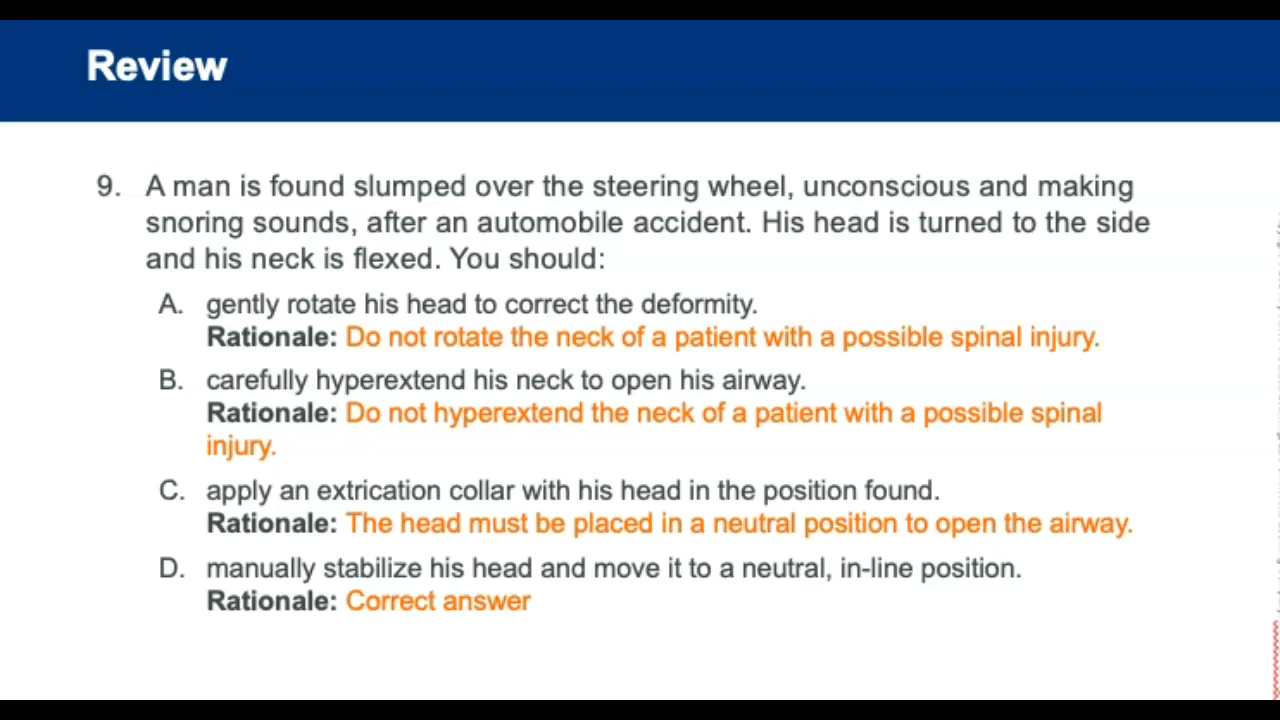 Review
9. A man is found slumped over the steering wheel, unconscious and making
snoring sounds, after an automobile accident. His head is turned to the side
and his neck is flexed. You should:
A. gently rotate his head to correct the deformity.
Rationale: Do not rotate the neck of a patient with a possible spinal injury.
B. carefully hyperextend his neck to open his airway.
Rationale: Do not hyperextend the neck of a patient with a possible spinal
injury.
C. apply an extrication collar with his head in the position found.
Rationale: The head must be placed in a neutral position to open the airway.
D. manually stabilize his head and move it to a neutral, in-line position.
Rationale: Correct answer